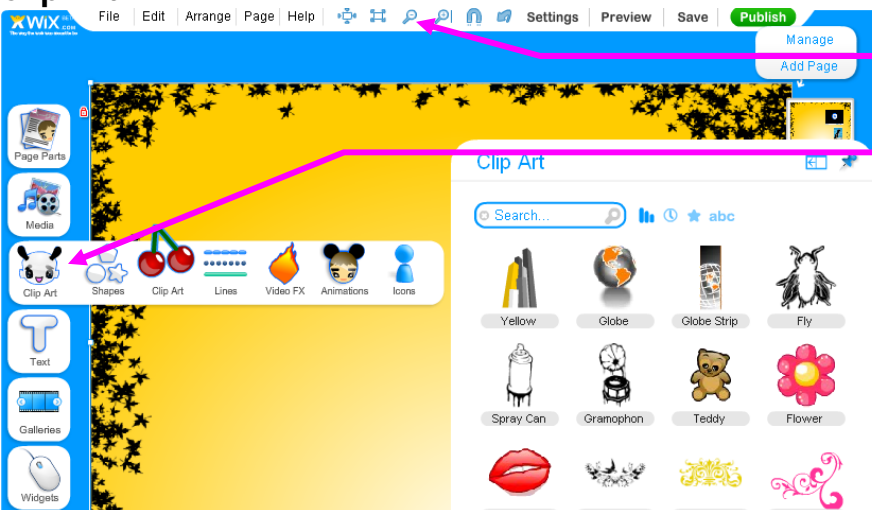 File Edit Arrange Page Help Settings Preview Save Publish
WiX
.COM
Manage
Add Page
Page Parts
Media
Clip Art
Shapes Clip Art Lines Video FX Animations Icons
Text
Galleries
Widgets
Clip Art
Search... abc
Yellow Globe Globe Strip Fly
Spray Can Gramophon Teddy Flower